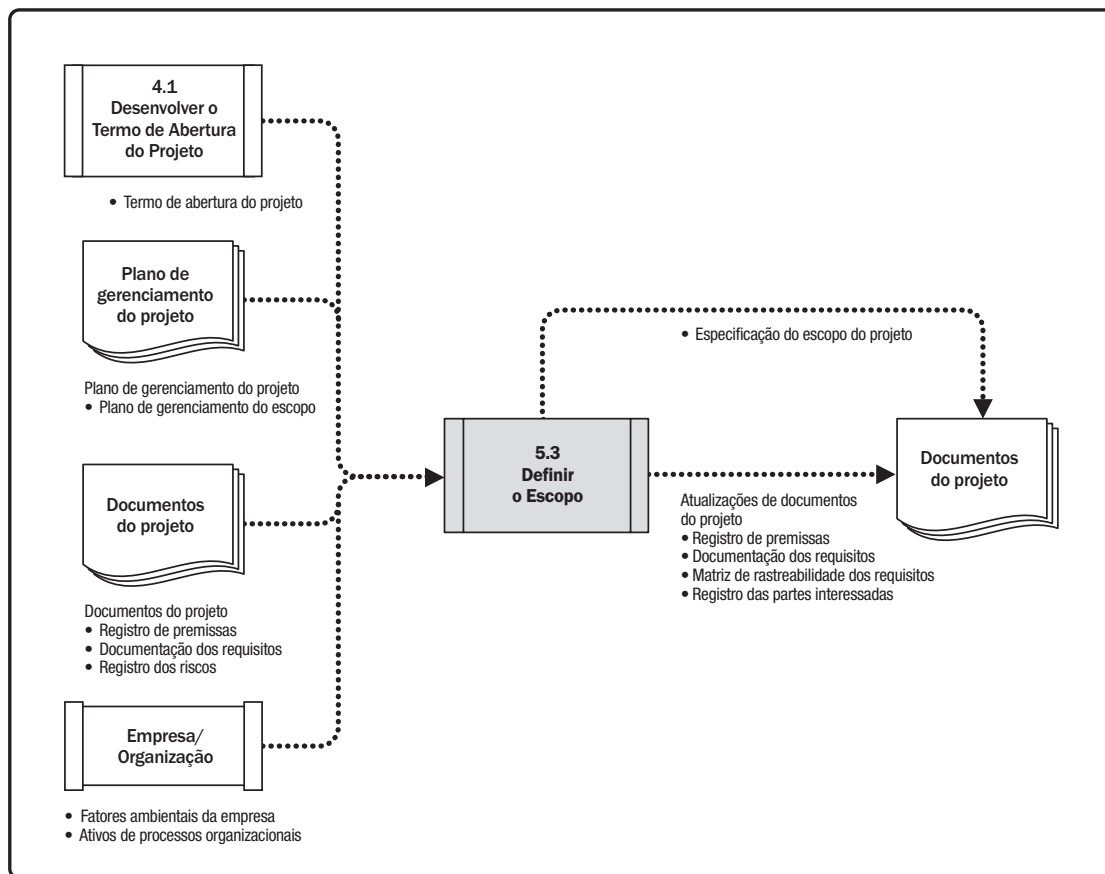 4.1
Desenvolver o
Termo de Abertura
do Projeto
• Termo de abertura do projeto
Plano de
gerenciamento
do projeto
Plano de gerenciamento do projeto
• Plano de gerenciamento do escopo
Documentos
do projeto
Documentos do projeto
• Registro de premissas
• Documentação dos requisitos
• Registro dos riscos
Empresa/
Organização
• Fatores ambientais da empresa
• Ativos de processos organizacionais
5.3
Definir
o Escopo
• Especificação do escopo do projeto
Atualizações de documentos
do projeto
• Registro de premissas
• Documentação dos requisitos
• Matriz de rastreabilidade dos requisitos
• Registro das partes interessadas
Documentos
do projeto